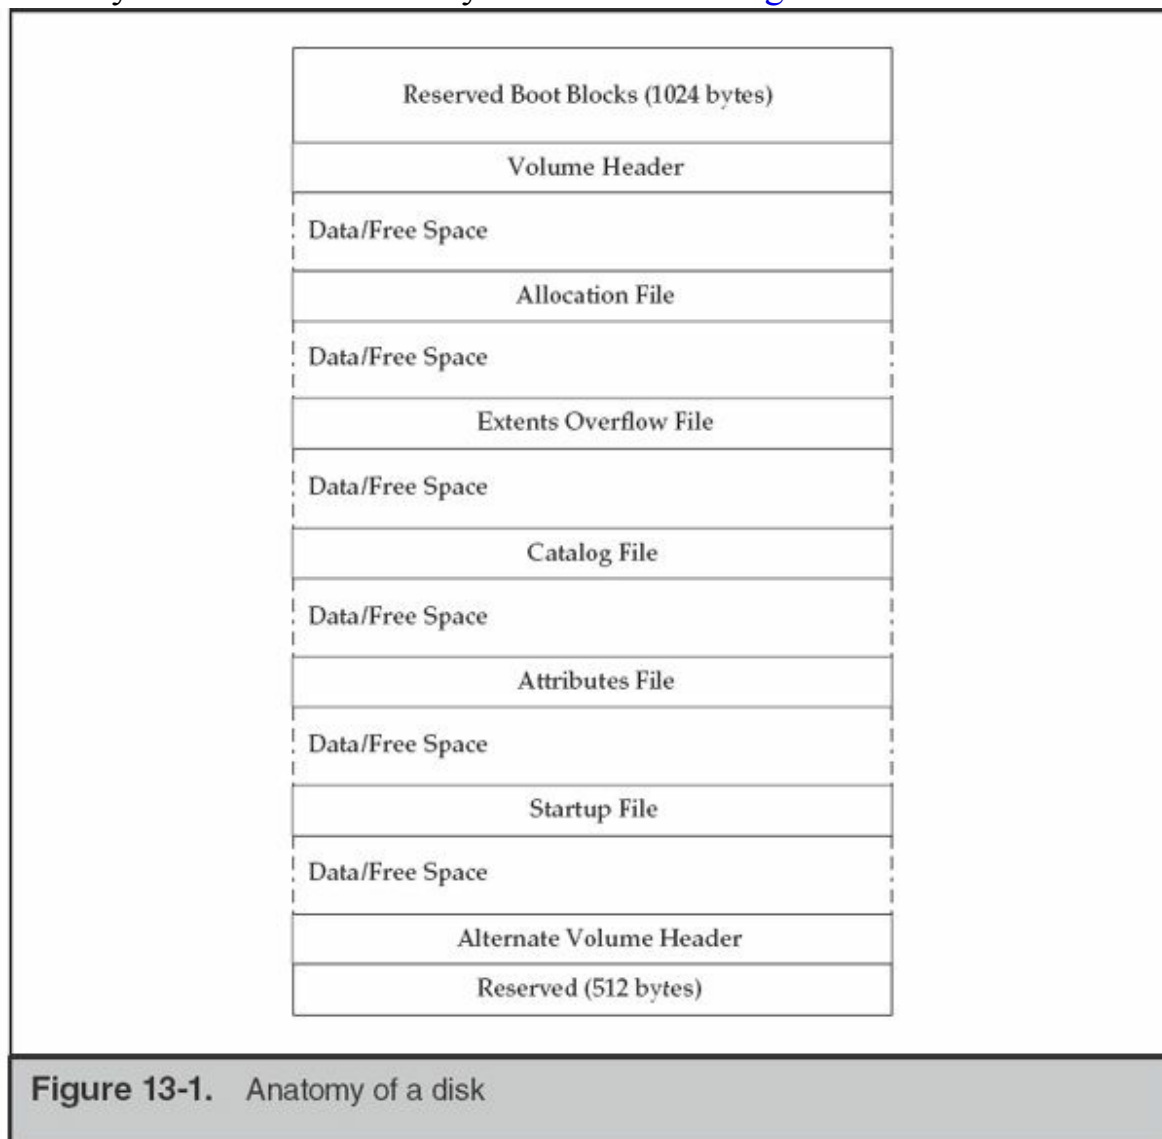 Reserved Boot Blocks (1024 bytes)
Volume Header
Data/Free Space
Allocation File
Data/Free Space
Extents Overflow File
Data/Free Space
Catalog File
Data/Free Space
Attributes File
Data/Free Space
Startup File
Data/Free Space
Alternate Volume Header
Reserved (512 bytes)
Figure 13-1. Anatomy of a disk